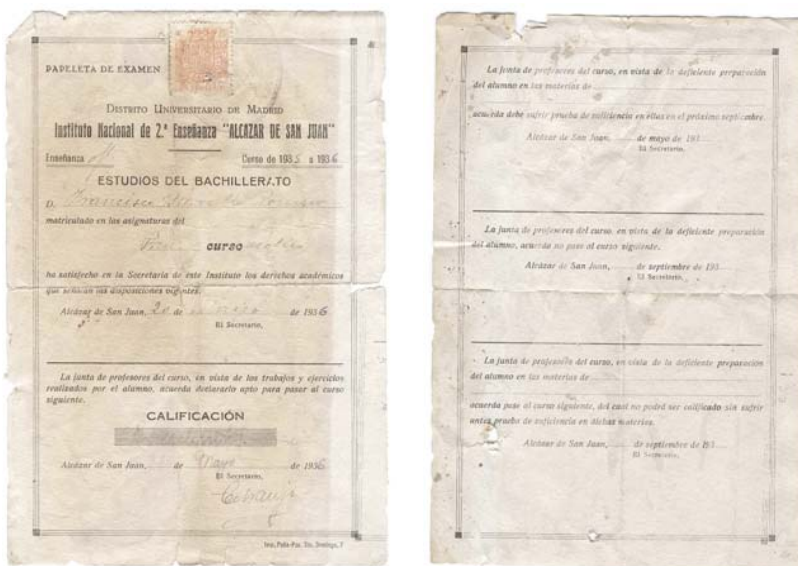 PAPELETA DE EXAMEN
DISTRITO UNIVERSITARIO DE MADRID
Instituto Nacional de 2.ª Enseñanza "ALCAZAR DE SAN JUAN"
Enseñanza Curso de 1935 a 1936
ESTUDIOS DEL BACHILLERATO
D. Francisco
matriculado en las asignaturas del
CURSO
ha satisfecho en la Secretaría de este Instituto los derechos académicos
que señalan las disposiciones vigentes.
Alcázar de San Juan, 20 de de 1936
El Secretario,
La junta de profesores del curso, en vista de los trabajos y ejercicios
realizados por el alumno, acuerda declararlo apto para pasar al curso
siguiente.
CALIFICACIÓN
Alcázar de San Juan, de Mayo de 1936
El Secretario,
La junta de profesores del curso, en vista de la deficiente preparación
del alumno en las materias de
acuerda debe sufrir prueba de suficiencia en ellas en el próximo septiembre.
Alcázar de San Juan, de mayo de 193
El Secretario,
La junta de profesores del curso, en vista de la deficiente preparación
del alumno, acuerda no pase al curso siguiente.
Alcázar de San Juan, de septiembre de 193
El Secretario,
La junta de profesores del curso, en vista de la deficiente preparación
del alumno en las materias de
acuerda pase al curso siguiente, del cual no podrá ser calificado sin sufrir
antes prueba de suficiencia en dichas materias.
Alcázar de San Juan, de septiembre de 193
El Secretario,